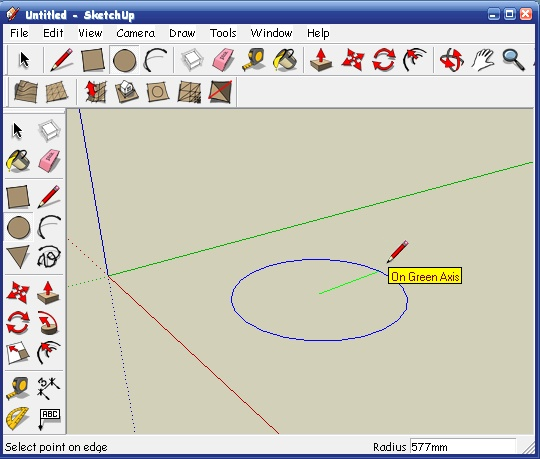 Untitled - SketchUp
File Edit View Camera Draw Tools Window Help
On Green Axis
ABC
Select point on edge Radius 577mm